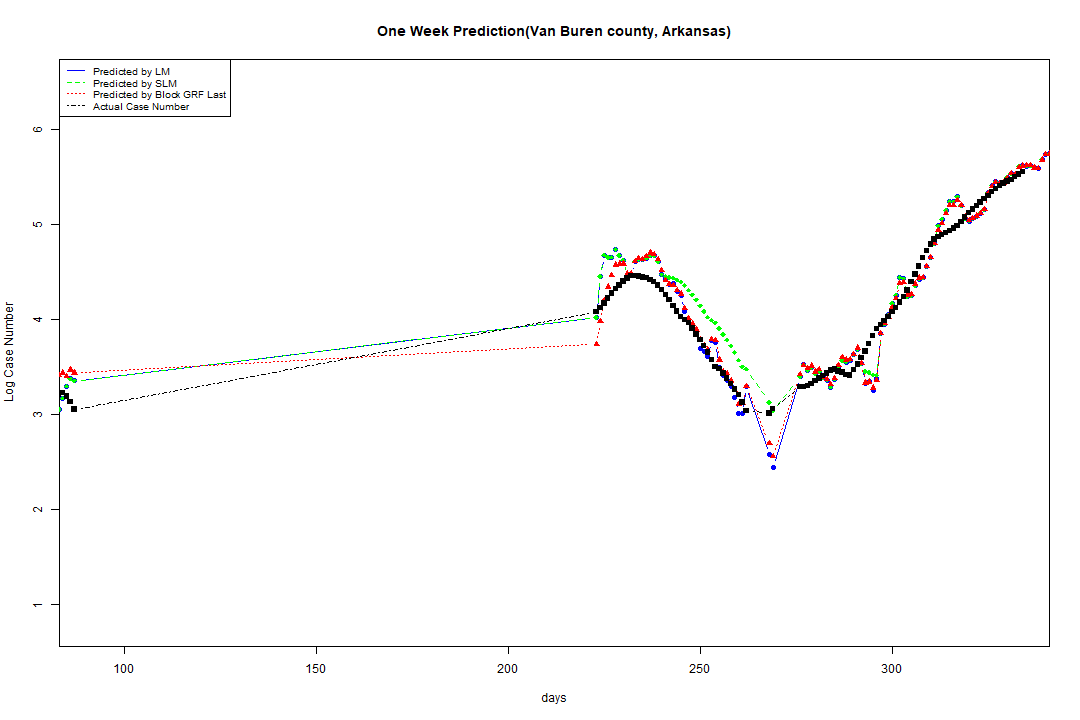 One Week Prediction(Van Buren county, Arkansas)
Predicted by LM
Predicted by SLM
Predicted by Block GRF Last
Actual Case Number
6
5
4
3
2
1
Log Case Number
100 150 200 250 300
days